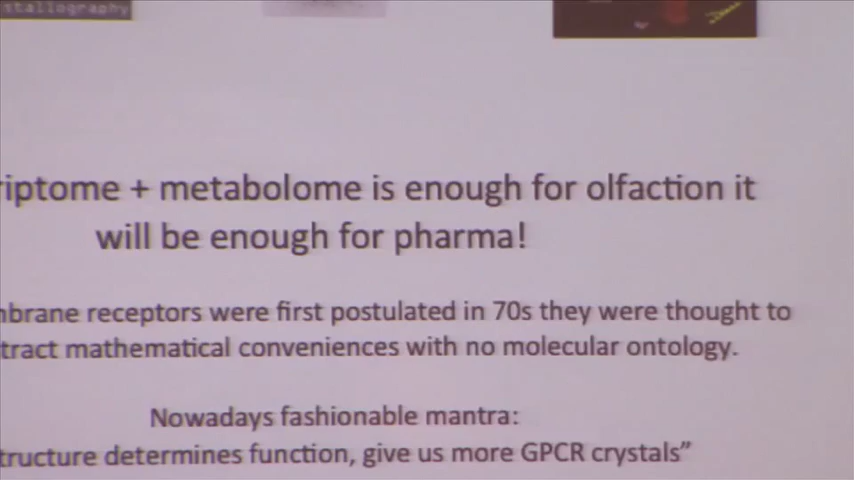 stallography
riptome + metabolome is enough for olfaction it
will be enough for pharma!
nbrane receptors were first postulated in 70s they were thought to
tract mathematical conveniences with no molecular ontology.
Nowadays fashionable mantra:
tructure determines function, give us more GPCR crystals”